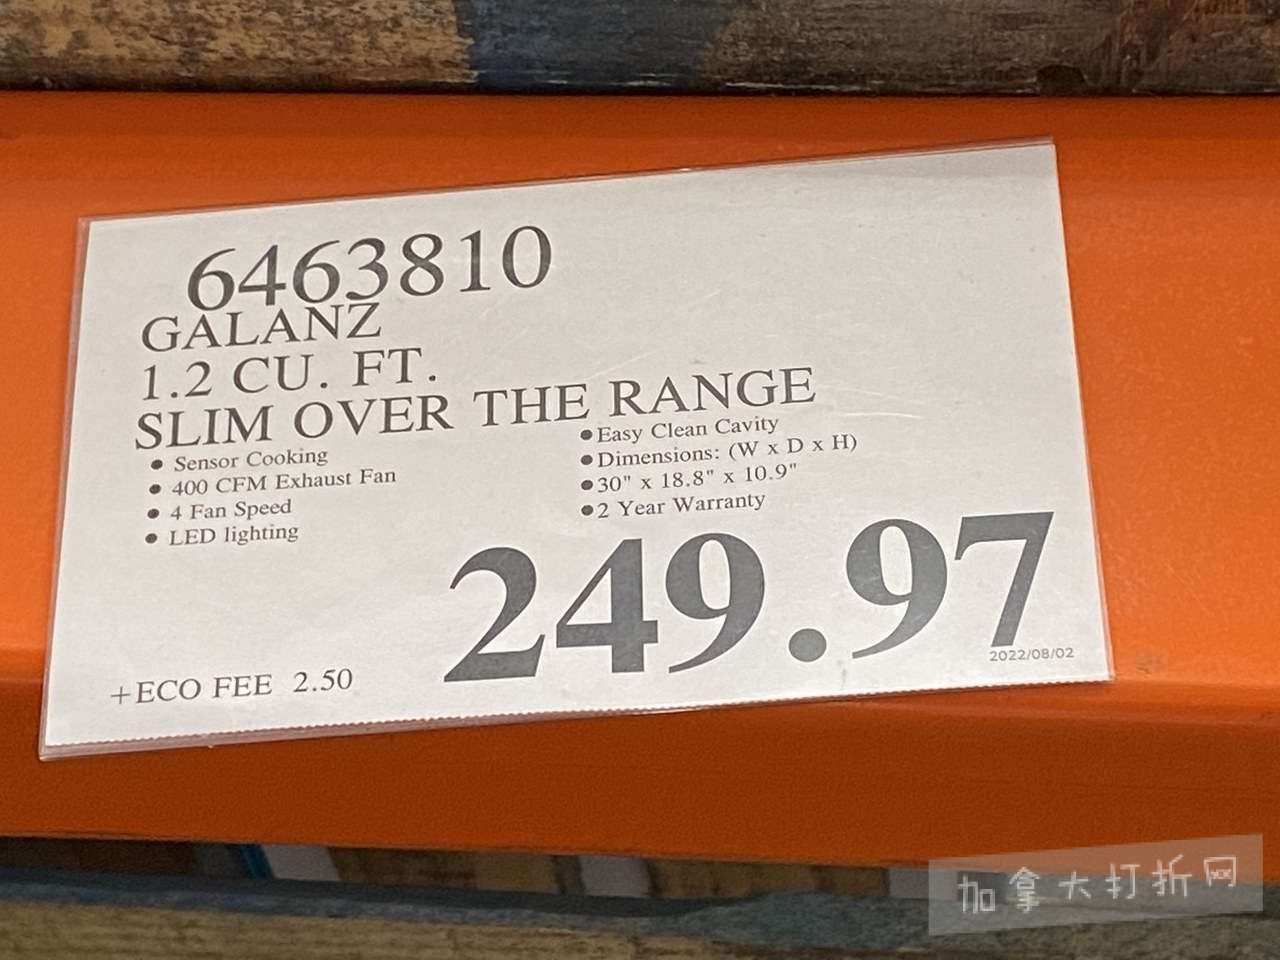 6463810
GALANZ
1.2 CU. FT.
SLIM OVER THE RANGE
● Sensor Cooking
● 400 CFM Exhaust Fan
● 4 Fan Speed
● LED lighting
●Easy Clean Cavity
●Dimensions: (W x D x H)
●30" x 18.8" x 10.9"
●2 Year Warranty
249.97
2022/08/02
+ECO FEE 2.50
加拿大打折网